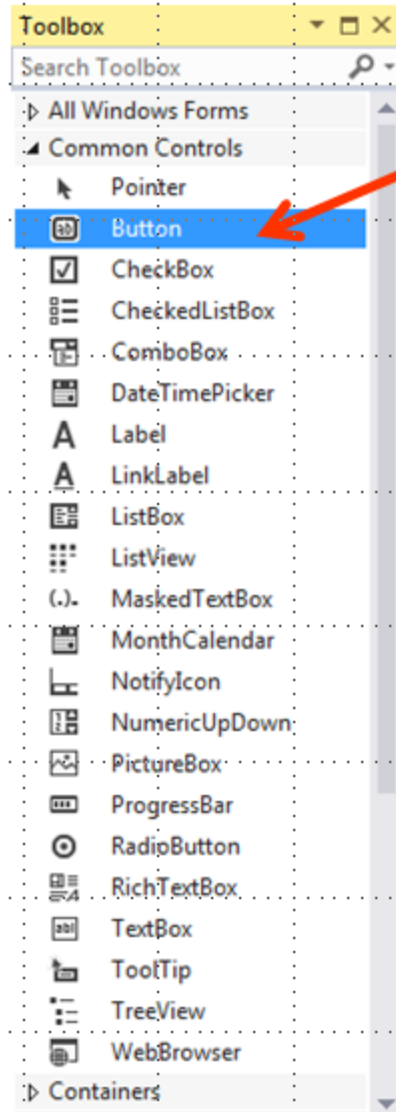 Toolbox
Search Toolbox
All Windows Forms
Common Controls
Pointer
Button
CheckBox
CheckedListBox
ComboBox
DateTimePicker
Label
LinkLabel
ListBox
ListView
MaskedTextBox
MonthCalendar
NotifyIcon
NumericUpDown
PictureBox
ProgressBar
RadioButton
RichTextBox
TextBox
ToolTip
TreeView
WebBrowser
Containers